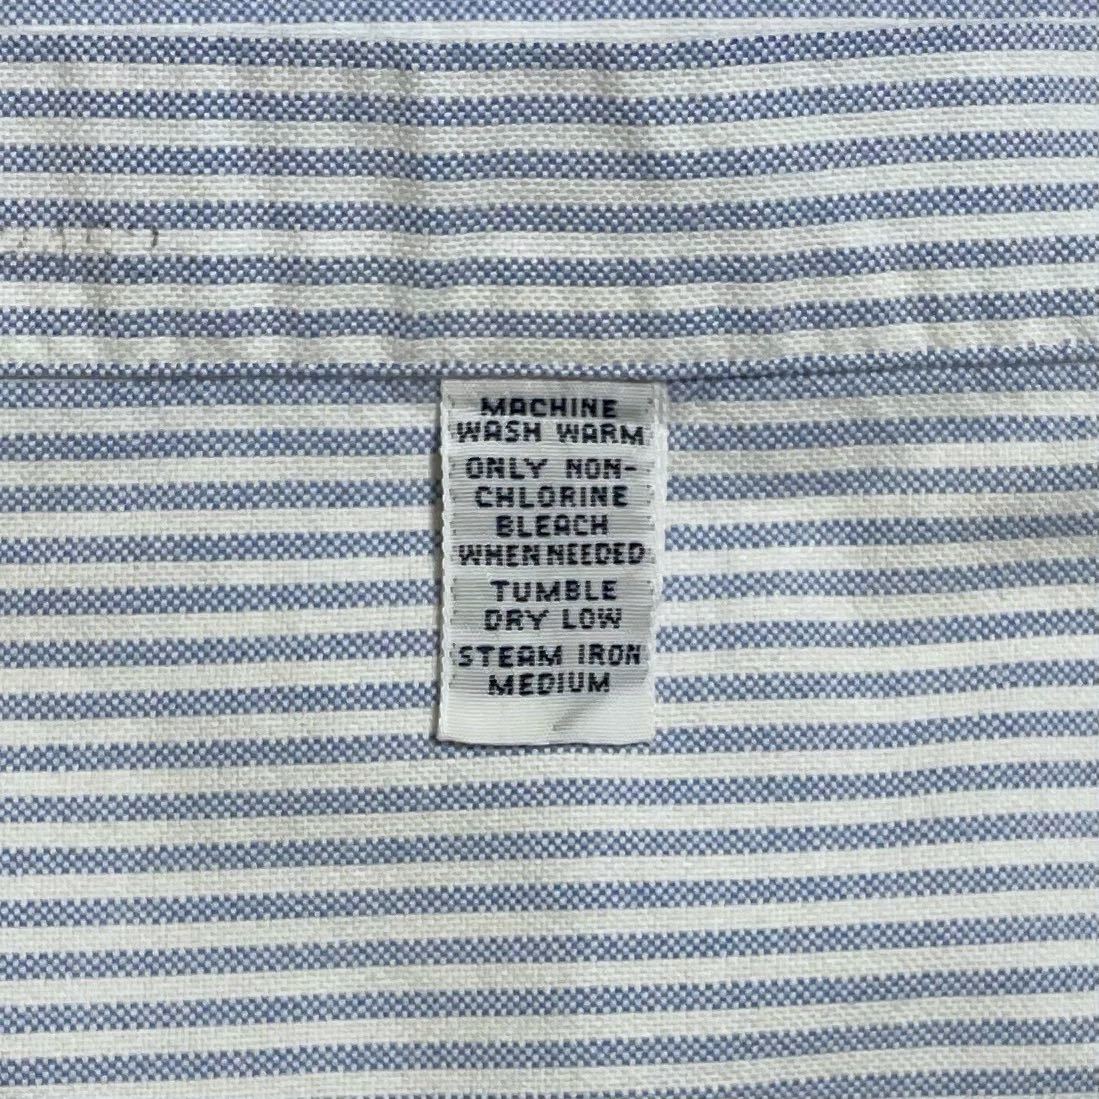 MACHINE
WASH WARM
ONLY NON-
CHLORINE
BLEACH
WHEN NEEDED
TUMBLE
DRY LOW
STEAM IRON
MEDIUM